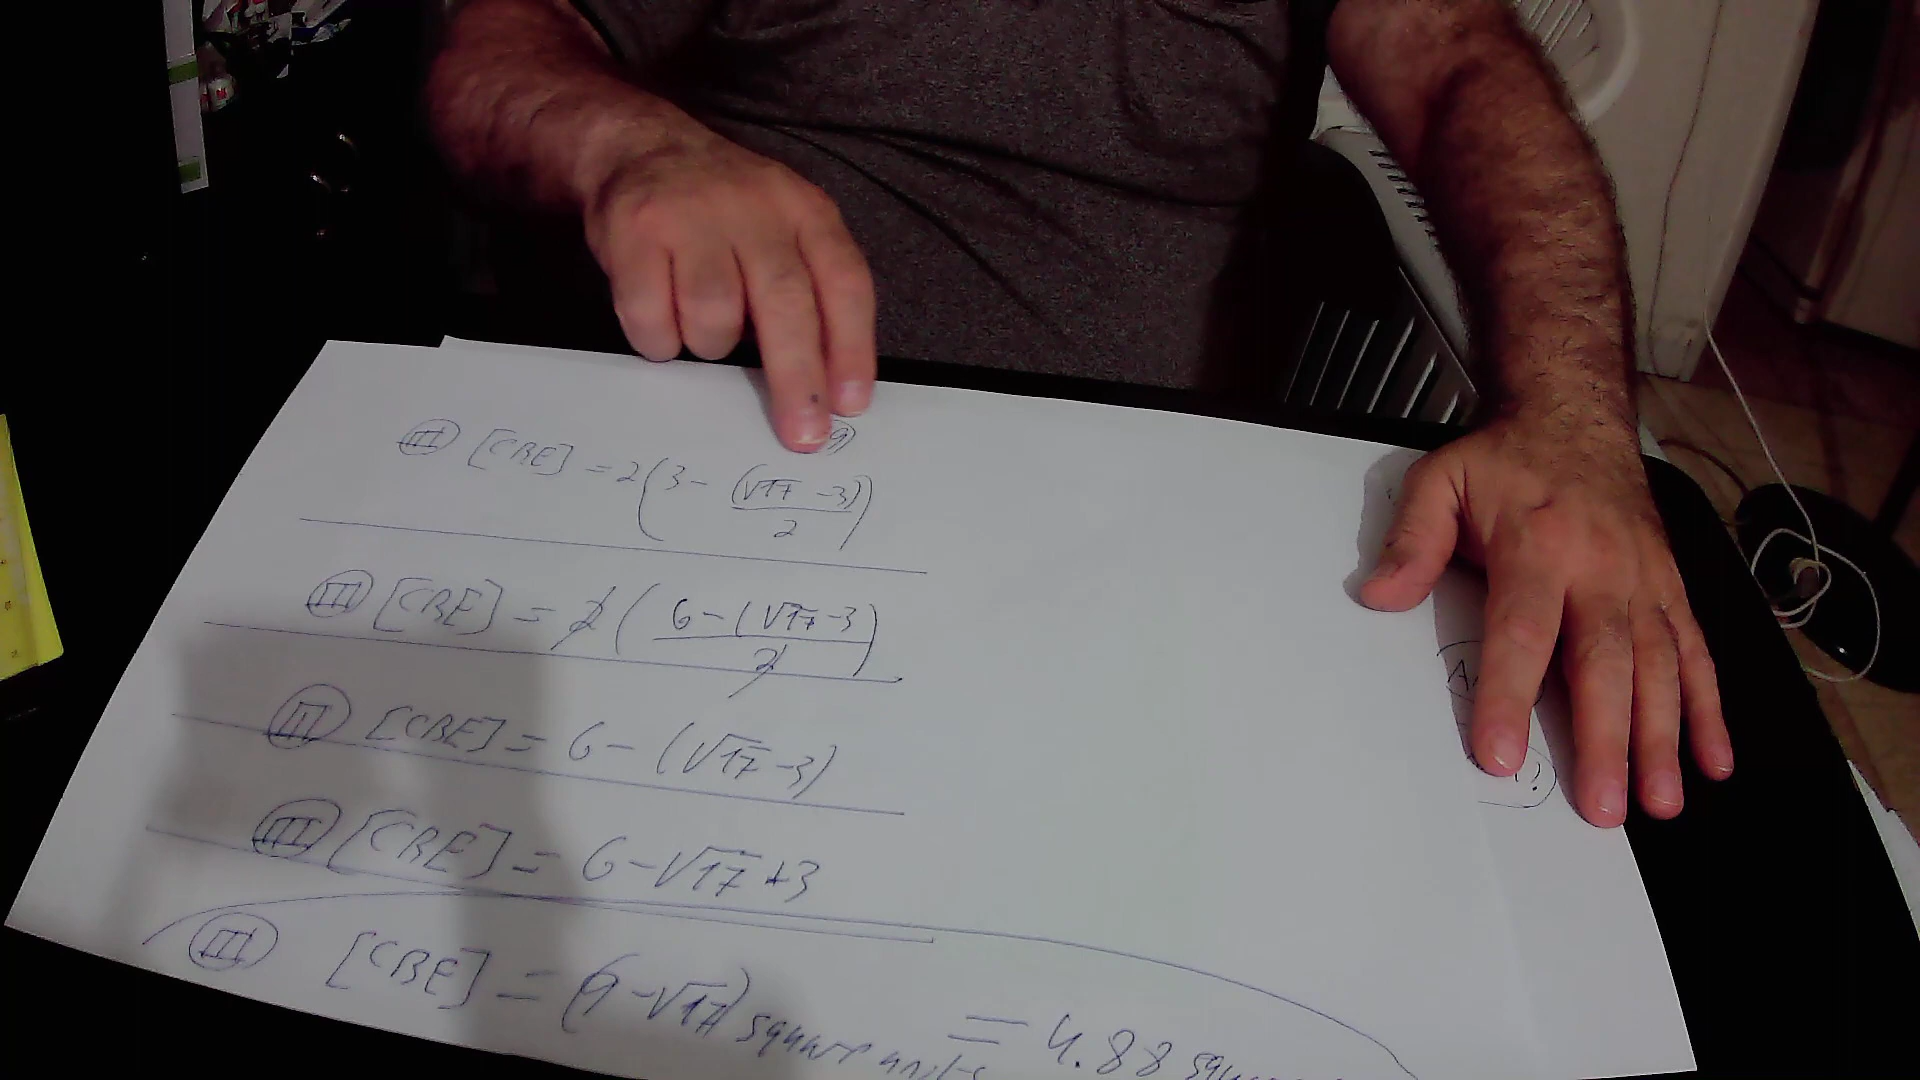 9
III [CBE] = 2(3 - (√17 - 3)/2)
III [CBE] = 2(6 - (√17 - 3)/2)
III [CBE] = 6 - (√17 - 3)
III [CBE] = 6 - √17 + 3
III [CBE] = (9 - √17) square units = 4.88